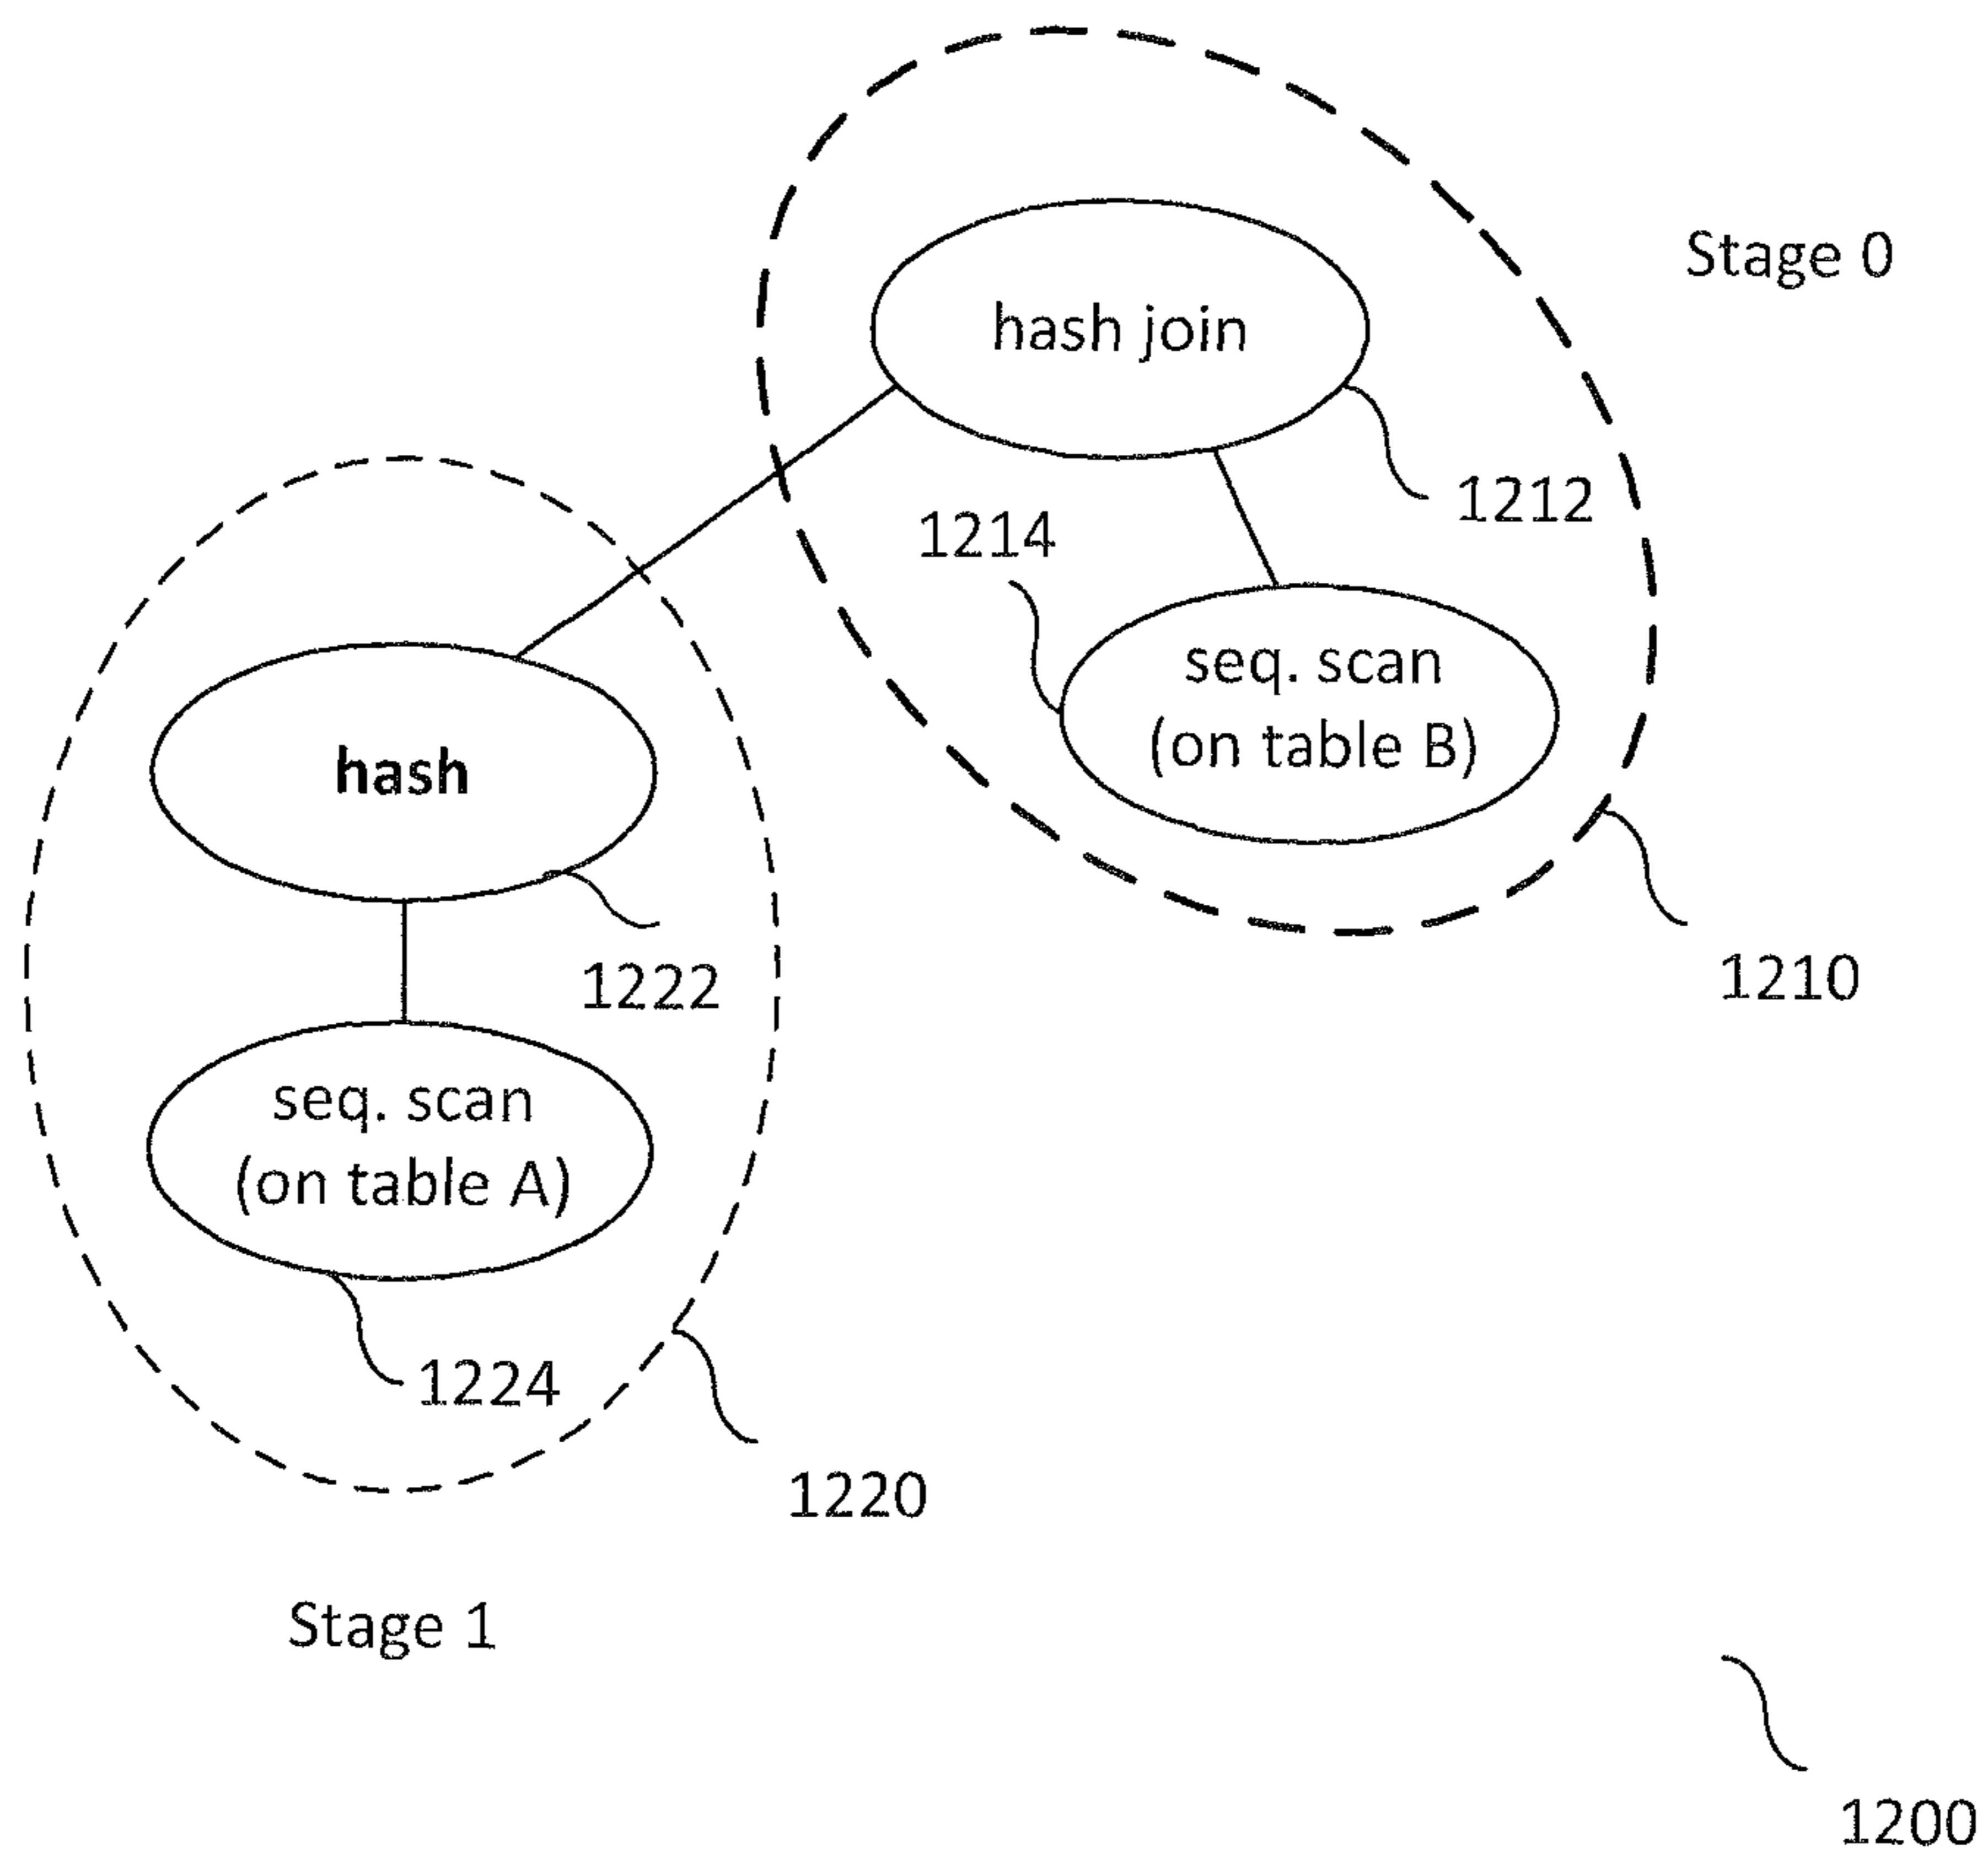 Stage 0
hash join
1212
1214
seq. scan
(on table B)
1210
hash
1222
seq. scan
(on table A)
1224
1220
Stage 1
1200